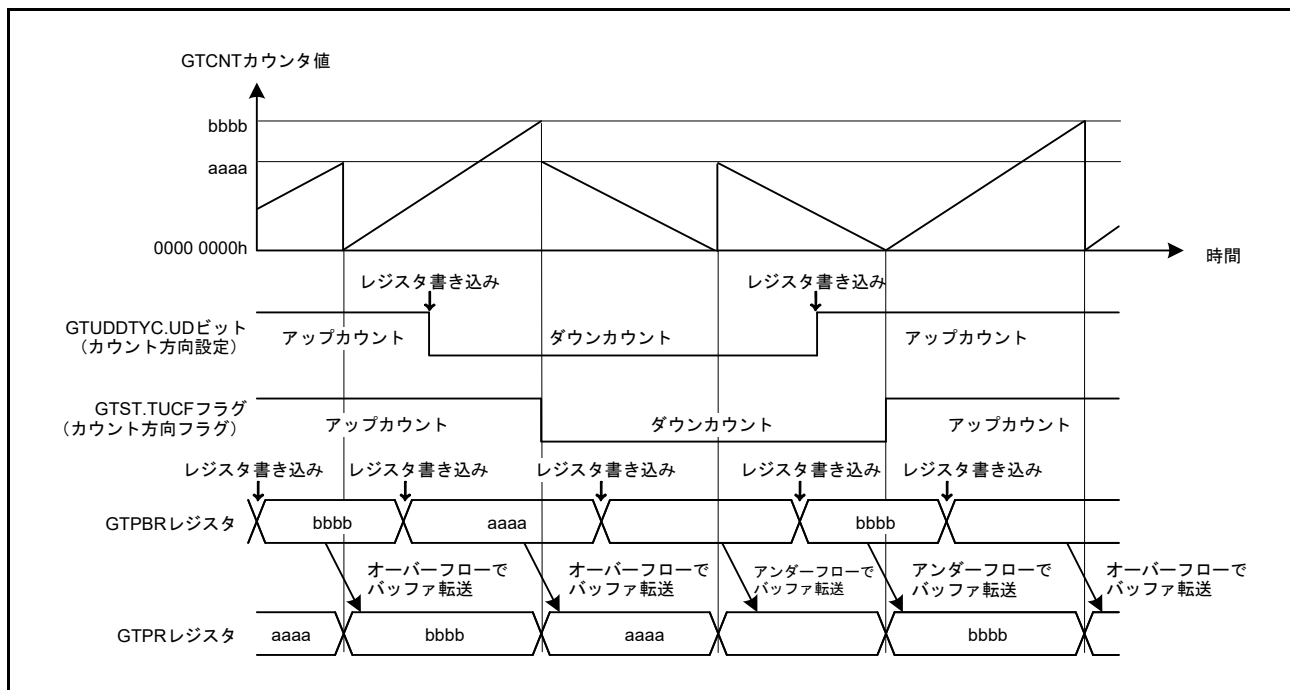 GTCNTカウンタ値
bbbb
aaaa
0000 0000h
時間
レジスタ書き込み
レジスタ書き込み
GTUDDTYC.UDビット
(カウント方向設定)
アップカウント
ダウンカウント
アップカウント
GTST.TUCFフラグ
(カウント方向フラグ)
アップカウント
ダウンカウント
アップカウント
レジスタ書き込み
レジスタ書き込み
レジスタ書き込み
レジスタ書き込み
レジスタ書き込み
GTPBRレジスタ
bbbb
aaaa
bbbb
オーバーフローで
バッファ転送
オーバーフローで
バッファ転送
アンダーフローで
バッファ転送
アンダーフローで
バッファ転送
オーバーフローで
バッファ転送
GTPRレジスタ
aaaa
bbbb
aaaa
bbbb